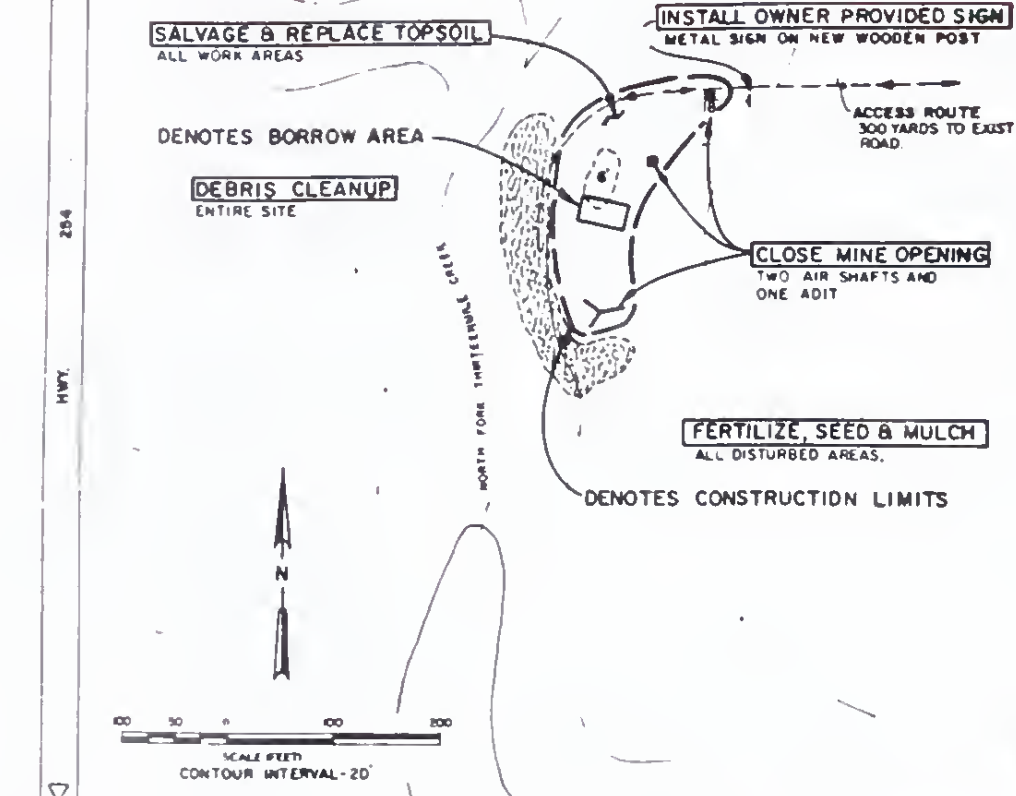 SALVAGE & REPLACE TOPSOIL
ALL WORK AREAS
INSTALL OWNER PROVIDED SIGN
METAL SIGN ON NEW WOODEN POST
ACCESS ROUTE
300 YARDS TO EXIST
ROAD.
DENOTES BORROW AREA
DEBRIS CLEANUP
ENTIRE SITE
CLOSE MINE OPENING
TWO AIR SHAFTS AND
ONE ADIT
HWY. 284
NORTH FORK THIRTEENMILE CREEK
FERTILIZE, SEED & MULCH
ALL DISTURBED AREAS.
DENOTES CONSTRUCTION LIMITS
N
100 50 0 100 200
SCALE (FEET)
CONTOUR INTERVAL-20'